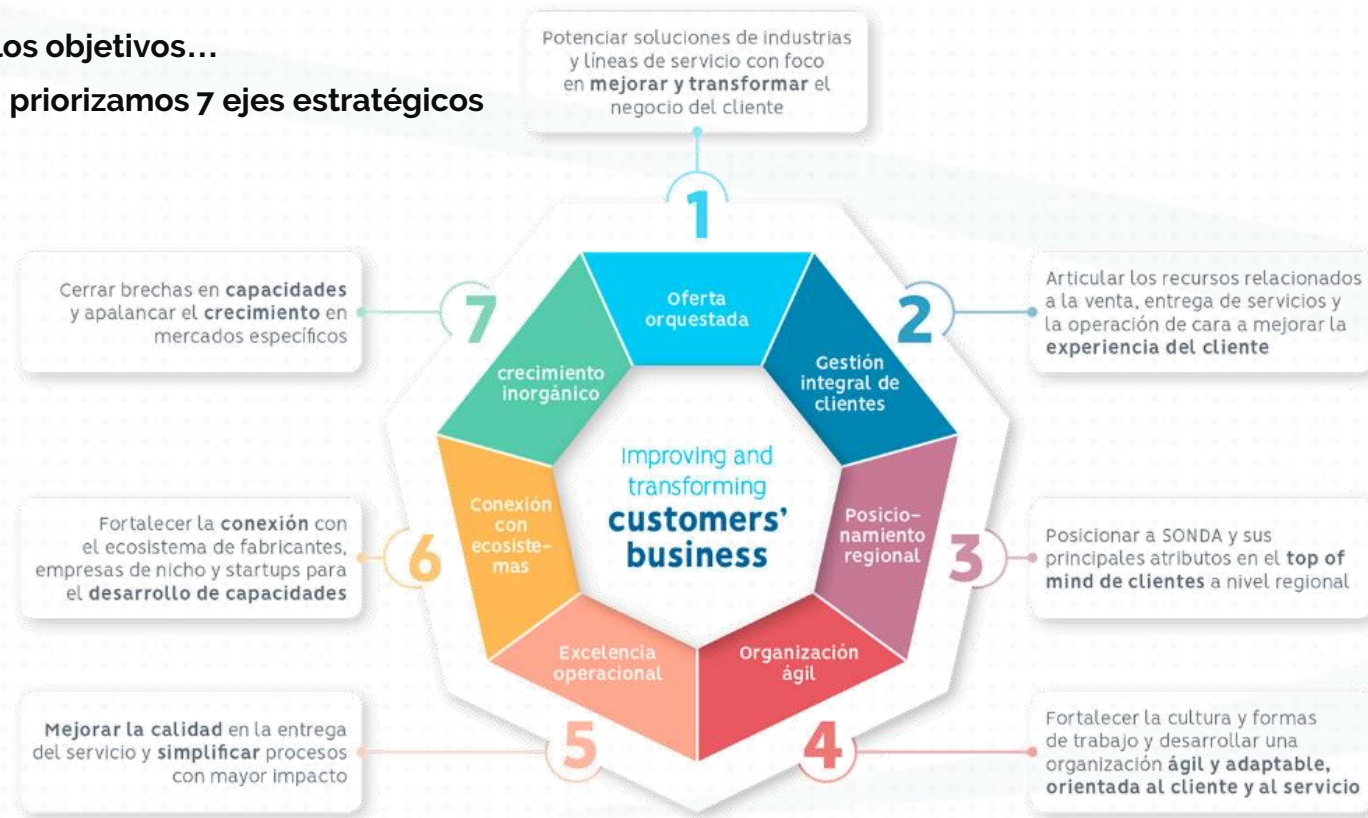 Los objetivos...
priorizamos 7 ejes estratégicos
Potenciar soluciones de industrias
y líneas de servicio con foco
en mejorar y transformar el
negocio del cliente
1
Oferta
orquestada
2
Gestión
integral de
clientes
Articular los recursos relacionados
a la venta, entrega de servicios y
la operación de cara a mejorar la
experiencia del cliente
3
Posicio-
namiento
regional
Posicionar a SONDA y sus
principales atributos en el top of
mind de clientes a nivel regional
4
Organización
ágil
Fortalecer la cultura y formas
de trabajo y desarrollar una
organización ágil y adaptable,
orientada al cliente y al servicio
5
Excelencia
operacional
Mejorar la calidad en la entrega
del servicio y simplificar procesos
con mayor impacto
6
Conexión
con
ecosiste-
mas
Fortalecer la conexión con
el ecosistema de fabricantes,
empresas de nicho y startups para
el desarrollo de capacidades
7
crecimiento
inorgánico
Cerrar brechas en capacidades
y apalancar el crecimiento en
mercados específicos
Improving and
transforming
customers'
business